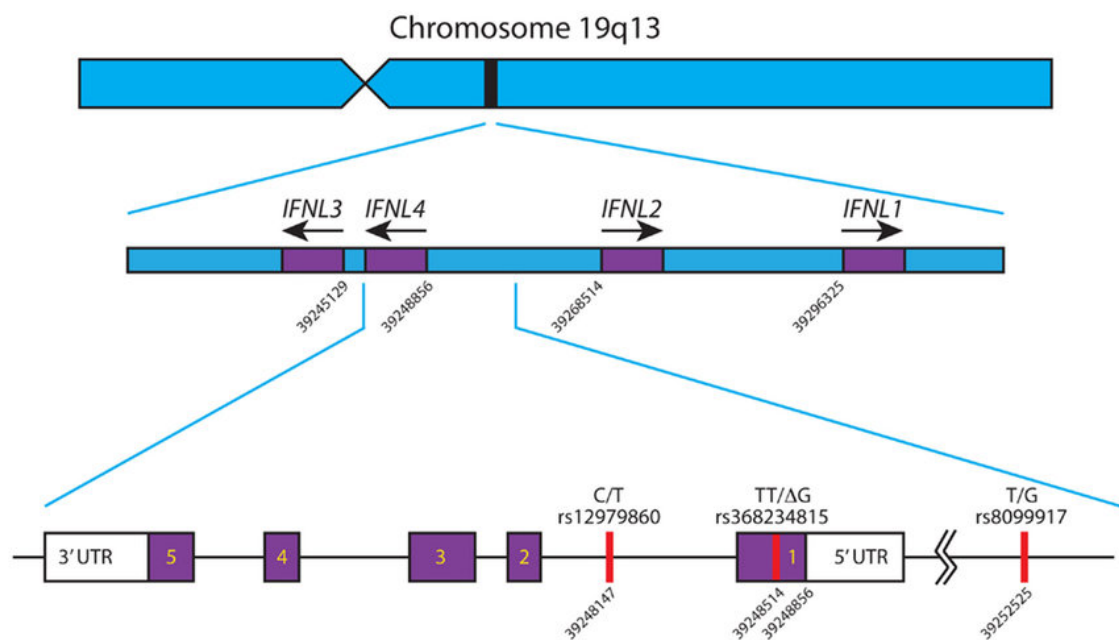 Chromosome 19q13
IFNL3 IFNL4 IFNL2 IFNL1
39245129 39248856 39268514 39296325
C/T TT/ΔG T/G
rs12979860 rs368234815 rs8099917
3' UTR 5 4 3 2 1 5' UTR
39248147 39248514 39248856 39252525